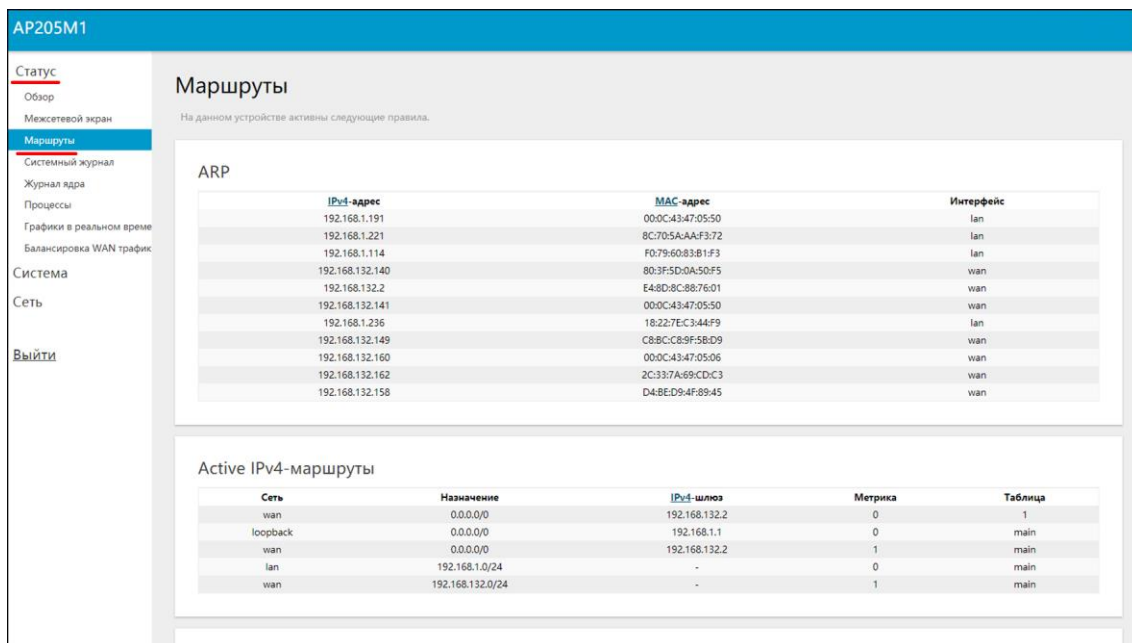 AP205M1
Статус
Обзор
Межсетевой экран
Маршруты
Системный журнал
Журнал ядра
Процессы
Графики в реальном време
Балансировка WAN трафик
Система
Сеть
Выйти
Маршруты
На данном устройстве активны следующие правила.
ARP
IPv4-адрес MAC-адрес Интерфейс
192.168.1.191 00:0C:43:47:05:50 lan
192.168.1.221 8C:70:5A:AA:F3:72 lan
192.168.1.114 F0:79:60:83:B1:F3 lan
192.168.132.140 80:3F:5D:0A:50:F5 wan
192.168.132.2 E4:8D:8C:88:76:01 wan
192.168.132.141 00:0C:43:47:05:50 wan
192.168.1.236 18:22:7E:C3:44:F9 lan
192.168.132.149 C8:BC:C8:9F:5B:D9 wan
192.168.132.160 00:0C:43:47:05:06 wan
192.168.132.162 2C:33:7A:69:CD:C3 wan
192.168.132.158 D4:BE:D9:4F:89:45 wan
Active IPv4-маршруты
Сеть Назначение IPv4-шлюз Метрика Таблица
wan 0.0.0.0/0 192.168.132.2 0 1
loopback 0.0.0.0/0 192.168.1.1 0 main
wan 0.0.0.0/0 192.168.132.2 1 main
lan 192.168.1.0/24 - 0 main
wan 192.168.132.0/24 - 1 main